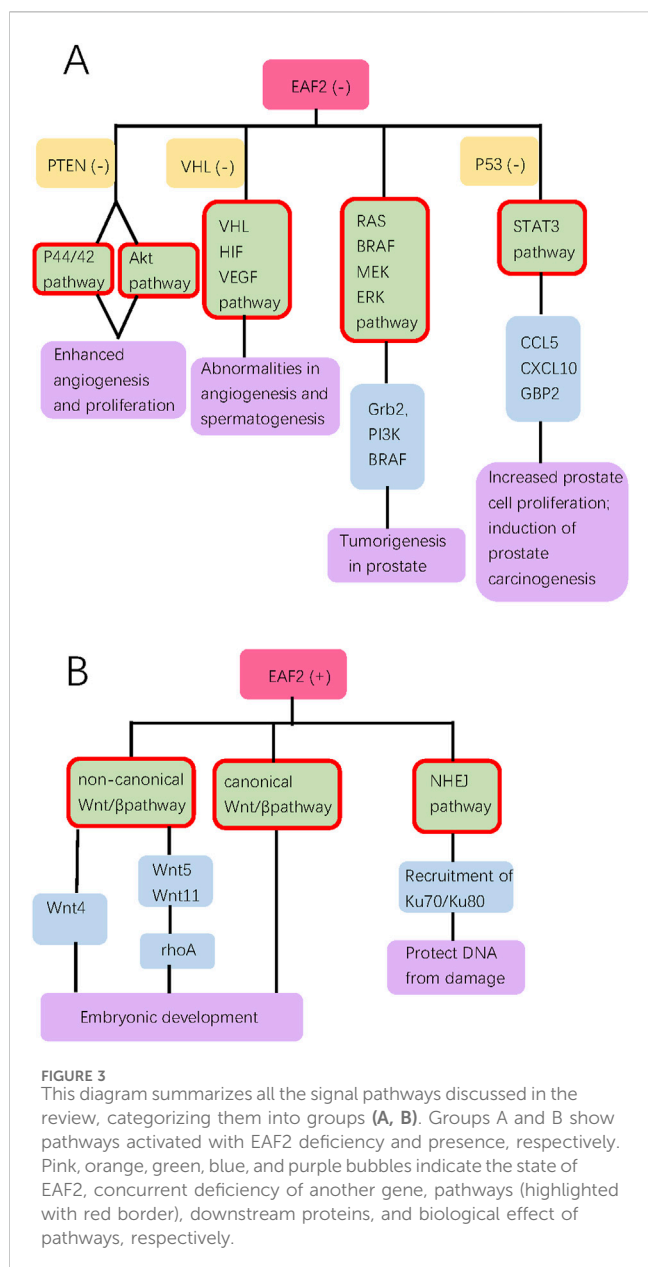 A
EAF2 (-)
PTEN (-)
VHL (-)
P53 (-)
P44/42
pathway
Akt
pathway
VHL
HIF
VEGF
pathway
RAS
BRAF
MEK
ERK
pathway
STAT3
pathway
Enhanced
angiogenesis
and proliferation
Abnormalities in
angiogenesis and
spermatogenesis
Grb2,
PI3K
BRAF
CCL5
CXCL10
GBP2
Tumorigenesis
in prostate
Increased prostate
cell proliferation;
induction of
prostate
carcinogenesis
B
EAF2 (+)
non-canonical
Wnt/βpathway
canonical
Wnt/βpathway
NHEJ
pathway
Wnt4
Wnt5
Wnt11
rhoA
Recruitment of
Ku70/Ku80
Protect DNA
from damage
Embryonic development
FIGURE 3
This diagram summarizes all the signal pathways discussed in the
review, categorizing them into groups (A, B). Groups A and B show
pathways activated with EAF2 deficiency and presence, respectively.
Pink, orange, green, blue, and purple bubbles indicate the state of
EAF2, concurrent deficiency of another gene, pathways (highlighted
with red border), downstream proteins, and biological effect of
pathways, respectively.